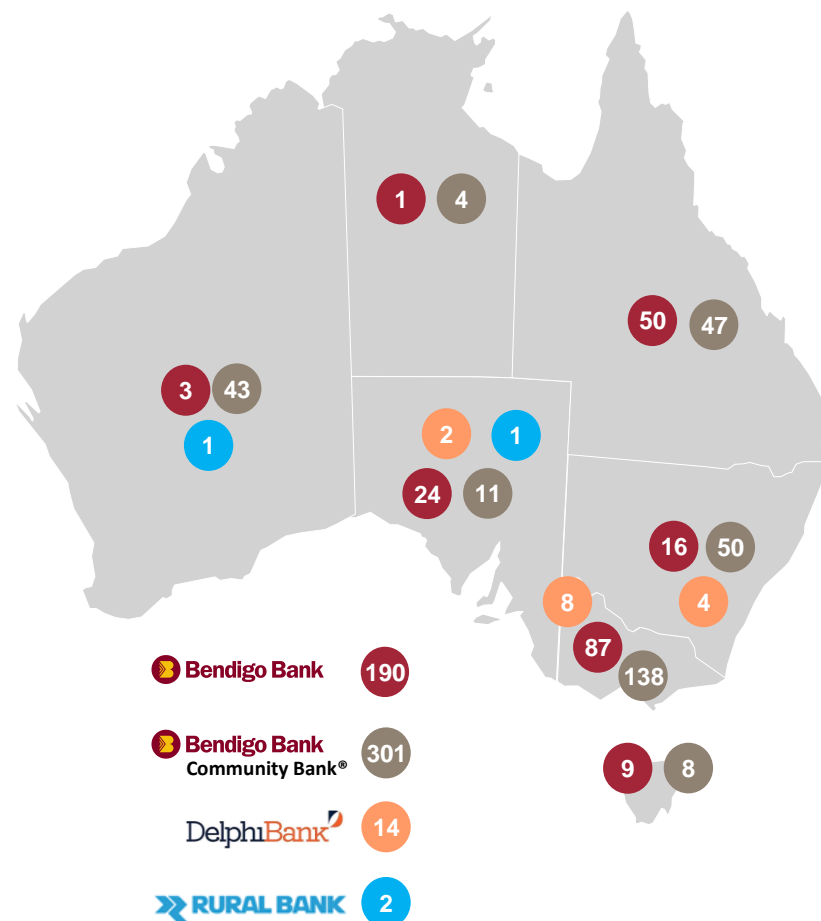 1 4
50 47
3 43
1
2 1
24 11
16 50
8 4
87
138
Bendigo Bank 190
Bendigo Bank
Community Bank® 301
9 8
DelphiBank 14
RURAL BANK 2